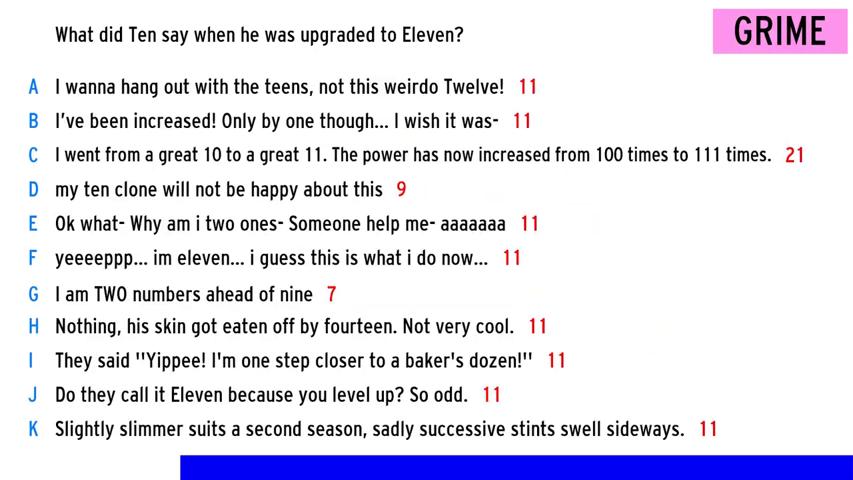 What did Ten say when he was upgraded to Eleven?
GRIME
A I wanna hang out with the teens, not this weirdo Twelve! 11
B I've been increased! Only by one though... I wish it was- 11
C I went from a great 10 to a great 11. The power has now increased from 100 times to 111 times. 21
D my ten clone will not be happy about this 9
E Ok what- Why am i two ones- Someone help me- aaaaaaa 11
F yeeeeppp... im eleven... i guess this is what i do now... 11
G I am TWO numbers ahead of nine 7
H Nothing, his skin got eaten off by fourteen. Not very cool. 11
I They said "Yippee! I'm one step closer to a baker's dozen!" 11
J Do they call it Eleven because you level up? So odd. 11
K Slightly slimmer suits a second season, sadly successive stints swell sideways. 11